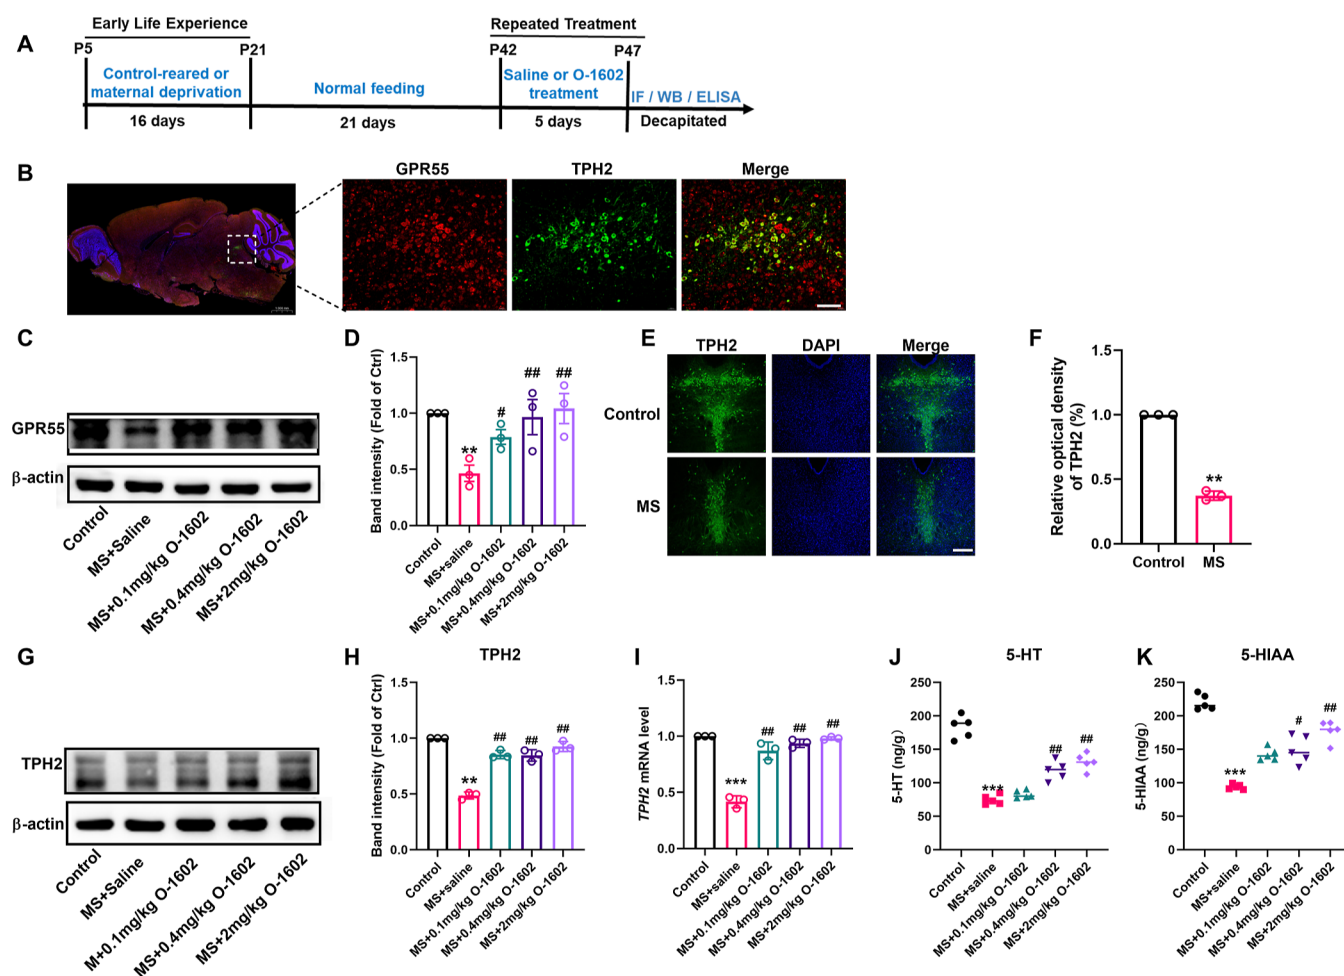 A
Early Life Experience
Repeated Treatment
P5
P21
P42
P47
Control-reared or
maternal deprivation
Normal feeding
Saline or O-1602
treatment
IF / WB / ELISA
16 days
21 days
5 days
Decapitated
B
GPR55
TPH2
Merge
C
GPR55
β-actin
Control
MS+Saline
MS+0.1mg/kg O-1602
MS+0.4mg/kg O-1602
MS+2mg/kg O-1602
D
Band intensity (Fold of Ctrl)
1.5
1.0
0.5
0.0
**
#
##
##
Control
MS+saline
MS+0.1mg/kg O-1602
MS+0.4mg/kg O-1602
MS+2mg/kg O-1602
E
TPH2
DAPI
Merge
Control
MS
F
Relative optical density
of TPH2 (%)
1.5
1.0
0.5
0.0
**
Control
MS
G
TPH2
β-actin
Control
MS+Saline
M+0.1mg/kg O-1602
MS+0.4mg/kg O-1602
MS+2mg/kg O-1602
H
TPH2
Band intensity (Fold of Ctrl)
1.5
1.0
0.5
0.0
**
##
##
##
Control
MS+saline
MS+0.1mg/kg O-1602
MS+0.4mg/kg O-1602
MS+2mg/kg O-1602
I
TPH2 mRNA level
1.5
1.0
0.5
0.0
***
##
##
##
Control
MS+saline
MS+0.1mg/kg O-1602
MS+0.4mg/kg O-1602
MS+2mg/kg O-1602
J
5-HT
5-HT (ng/g)
250
200
150
100
50
0
***
##
##
Control
MS+saline
MS+0.1mg/kg O-1602
MS+0.4mg/kg O-1602
MS+2mg/kg O-1602
K
5-HIAA
5-HIAA (ng/g)
250
200
150
100
50
0
***
#
##
Control
MS+saline
MS+0.1mg/kg O-1602
MS+0.4mg/kg O-1602
MS+2mg/kg O-1602